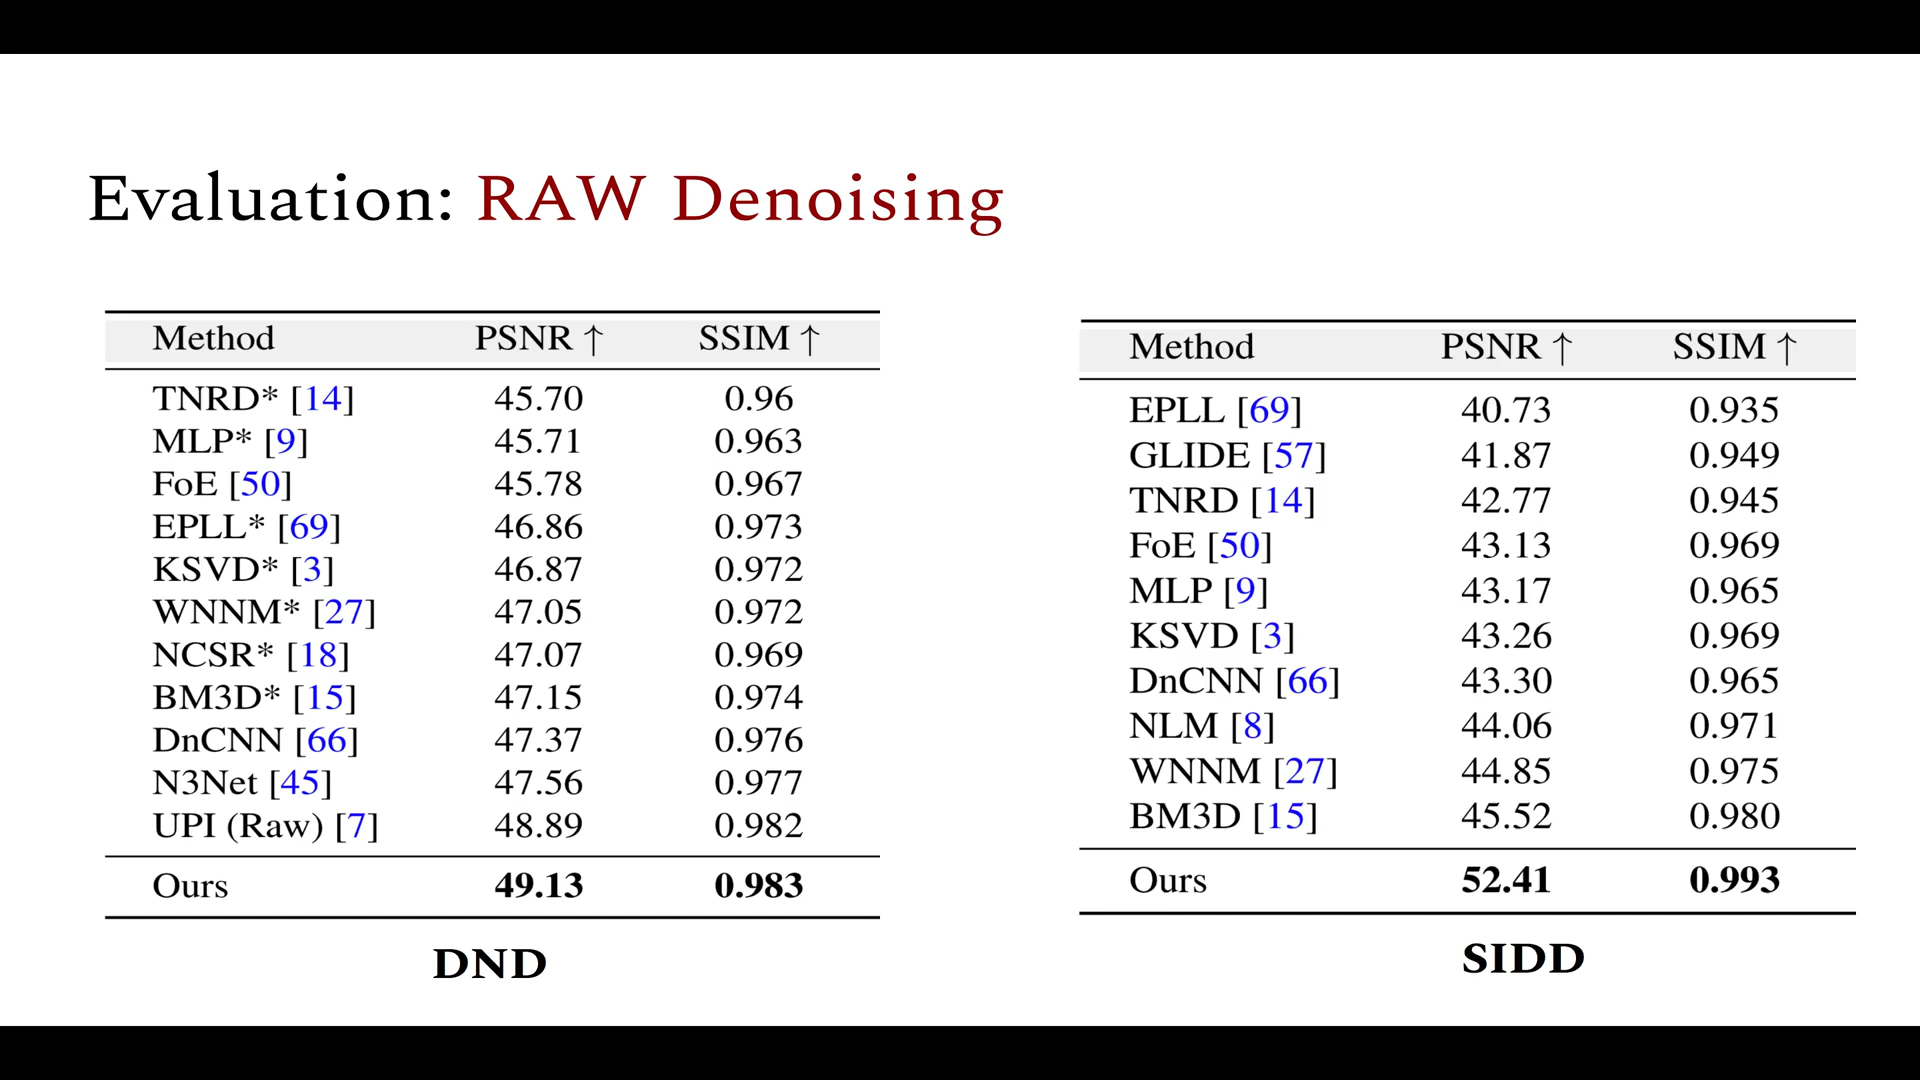 Evaluation: RAW Denoising
Method PSNR ↑ SSIM ↑
TNRD* [14] 45.70 0.96
MLP* [9] 45.71 0.963
FoE [50] 45.78 0.967
EPLL* [69] 46.86 0.973
KSVD* [3] 46.87 0.972
WNNM* [27] 47.05 0.972
NCSR* [18] 47.07 0.969
BM3D* [15] 47.15 0.974
DnCNN [66] 47.37 0.976
N3Net [45] 47.56 0.977
UPI (Raw) [7] 48.89 0.982
Ours 49.13 0.983
DND
Method PSNR ↑ SSIM ↑
EPLL [69] 40.73 0.935
GLIDE [57] 41.87 0.949
TNRD [14] 42.77 0.945
FoE [50] 43.13 0.969
MLP [9] 43.17 0.965
KSVD [3] 43.26 0.969
DnCNN [66] 43.30 0.965
NLM [8] 44.06 0.971
WNNM [27] 44.85 0.975
BM3D [15] 45.52 0.980
Ours 52.41 0.993
SIDD